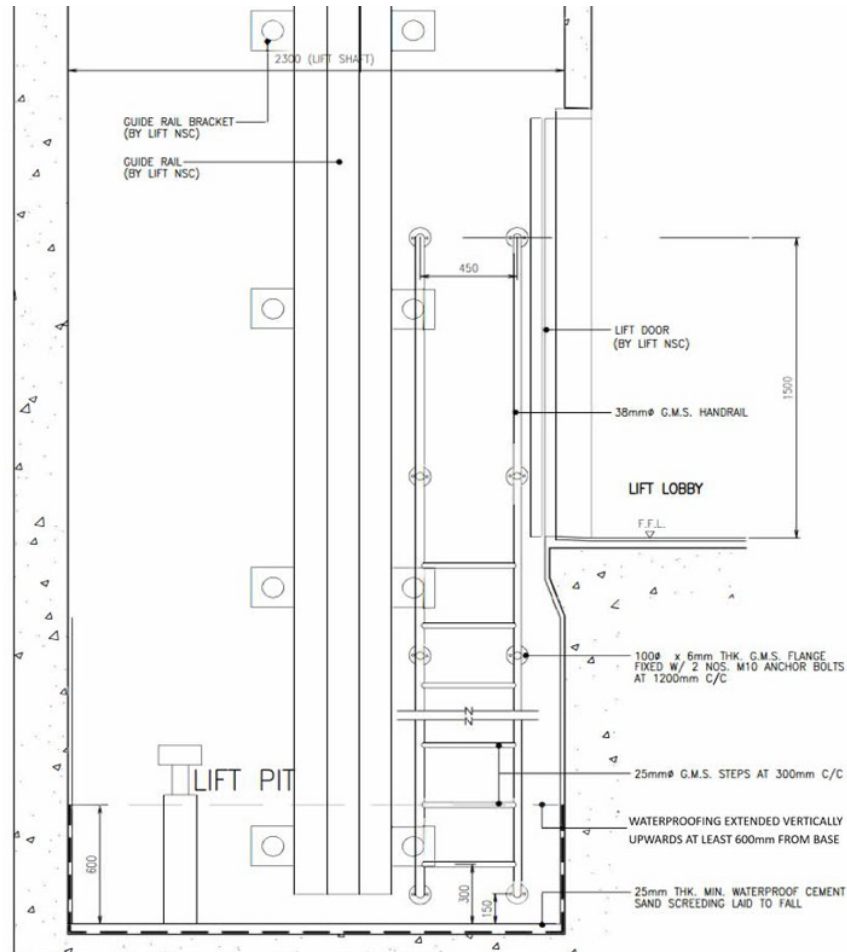 2300 (LIFT SHAFT)
GUIDE RAIL BRACKET
(BY LIFT NSC)
GUIDE RAIL
(BY LIFT NSC)
450
LIFT DOOR
(BY LIFT NSC)
1500
38mmø G.M.S. HANDRAIL
LIFT LOBBY
F.F.L.
100ø x 6mm THK. G.M.S. FLANGE
FIXED W/ 2 NOS. M10 ANCHOR BOLTS
AT 1200mm C/C
LIFT PIT
25mmø G.M.S. STEPS AT 300mm C/C
WATERPROOFING EXTENDED VERTICALLY
UPWARDS AT LEAST 600mm FROM BASE
600
300
150
25mm THK. MIN. WATERPROOF CEMENT
SAND SCREEDING LAID TO FALL